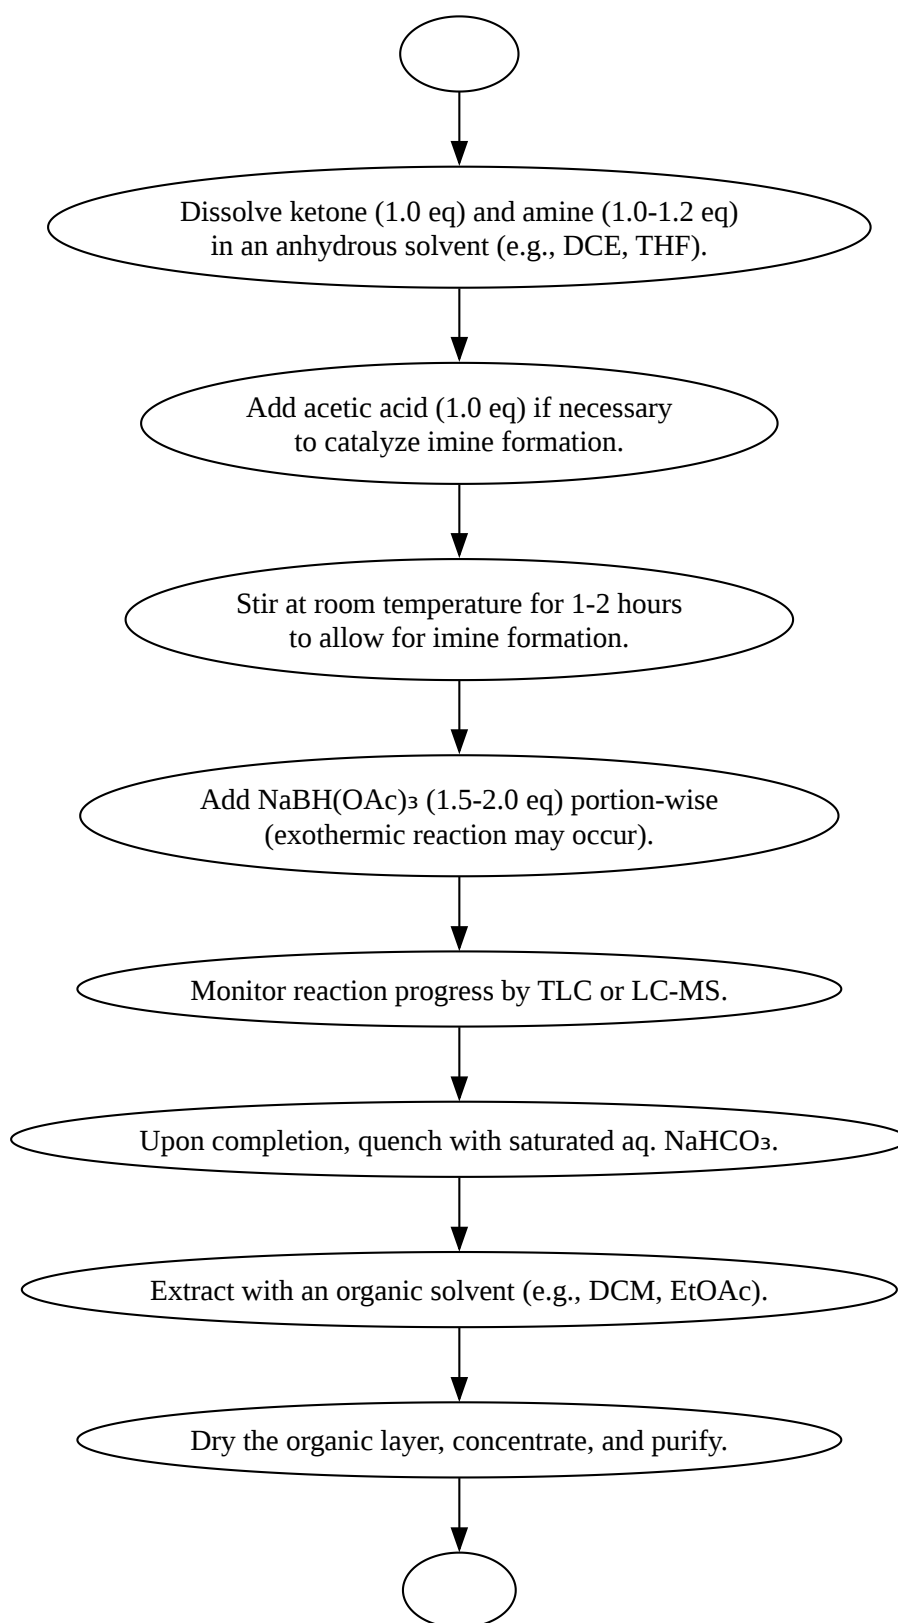 Dissolve ketone (1.0 eq) and amine (1.0-1.2 eq)
in an anhydrous solvent (e.g., DCE, THF).
Add acetic acid (1.0 eq) if necessary
to catalyze imine formation.
Stir at room temperature for 1-2 hours
to allow for imine formation.
Add NaBH(OAc)₃ (1.5-2.0 eq) portion-wise
(exothermic reaction may occur).
Monitor reaction progress by TLC or LC-MS.
Upon completion, quench with saturated aq. NaHCO₃.
Extract with an organic solvent (e.g., DCM, EtOAc).
Dry the organic layer, concentrate, and purify.